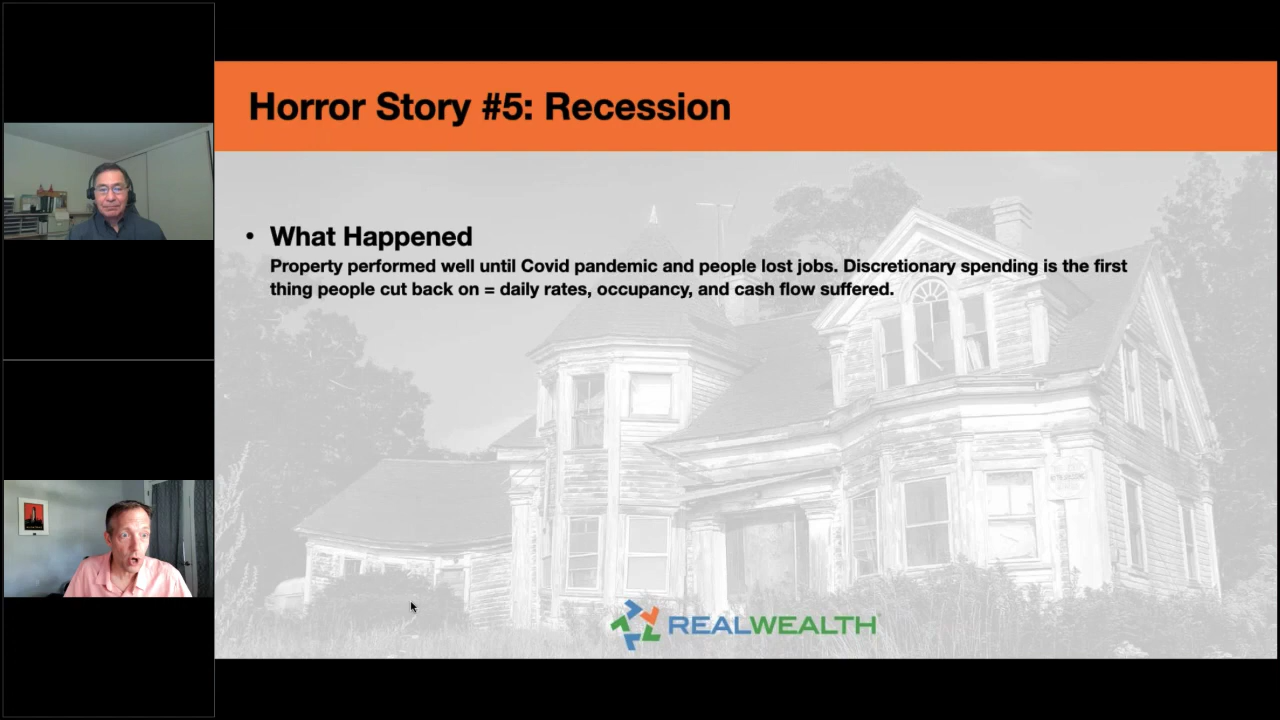 Horror Story #5: Recession
• What Happened
Property performed well until Covid pandemic and people lost jobs. Discretionary spending is the first
thing people cut back on = daily rates, occupancy, and cash flow suffered.
REALWEALTH